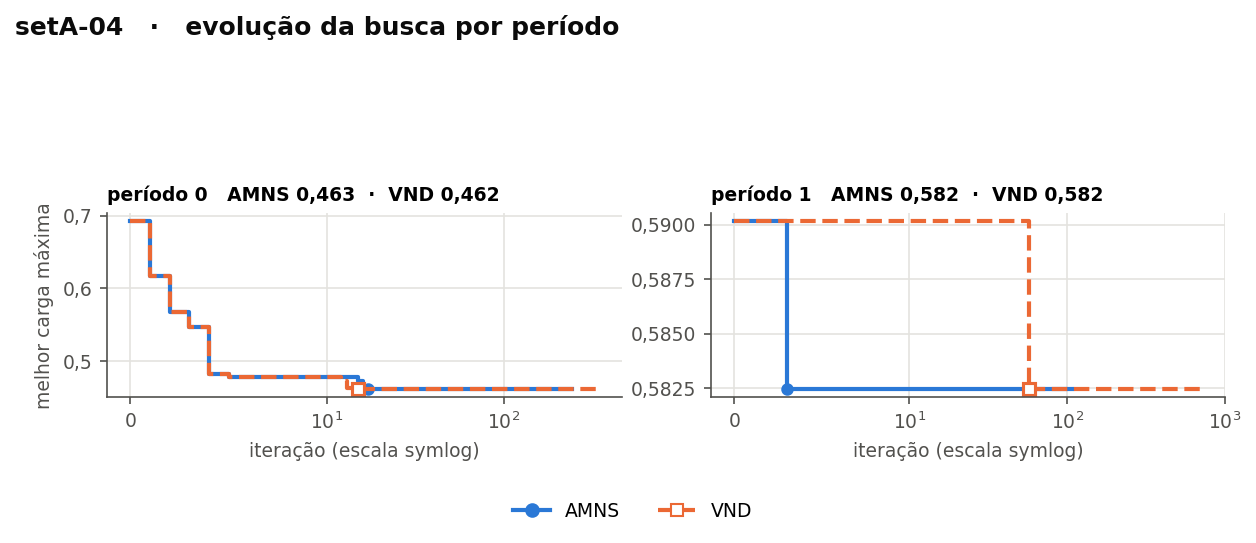 setA-04 · evolução da busca por período
período 0 AMNS 0,463 · VND 0,462
período 1 AMNS 0,582 · VND 0,582
melhor carga máxima
0,7
0,6
0,5
0 10¹ 10²
iteração (escala symlog)
0,5900
0,5875
0,5850
0,5825
0 10¹ 10² 10³
iteração (escala symlog)
AMNS VND